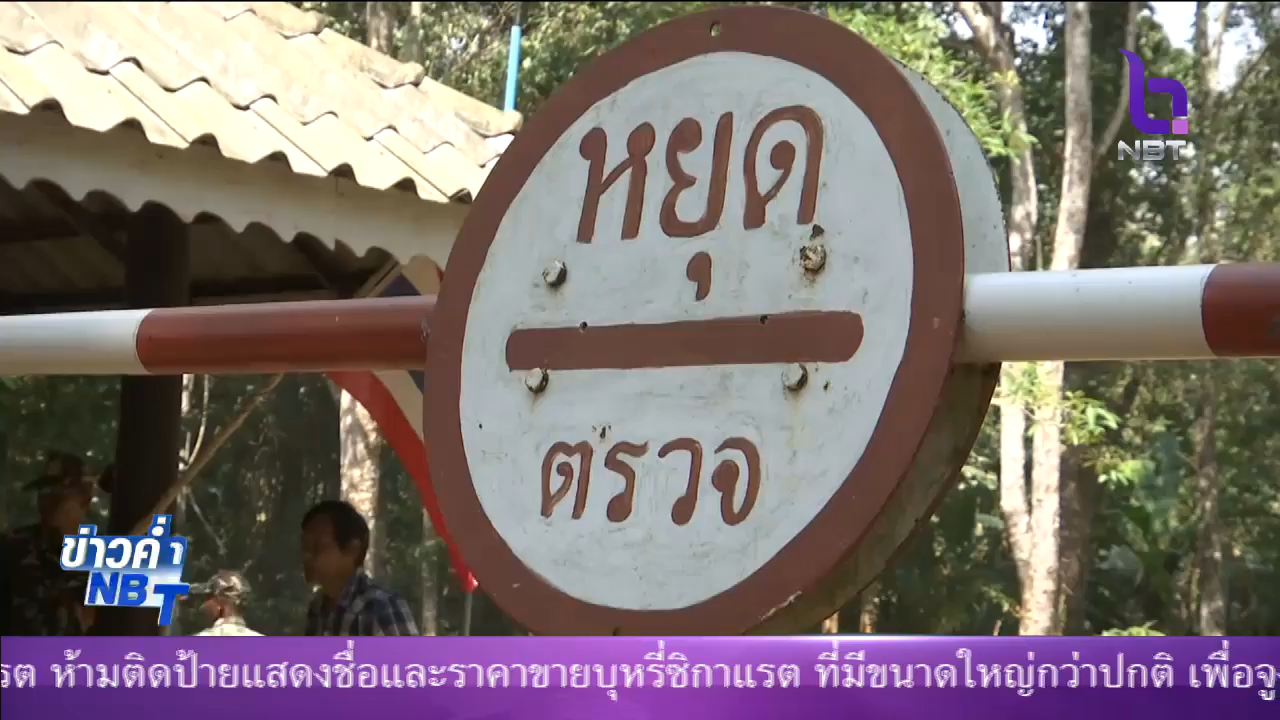 NBT
หยุด
ตรวจ
ข่าวค่ำ
NBT
ห้ามติดป้ายแสดงชื่อและราคาขายบุหรี่ซิกาแรต ที่มีขนาดใหญ่กว่าปกติ เพื่อ